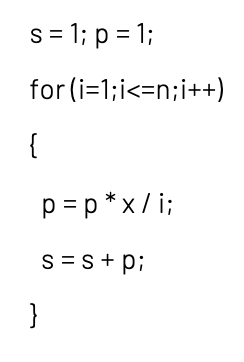 s = 1; p = 1;
for (i=1;i<=n;i++)
{
p = p * x / i;
s = s + p;
}